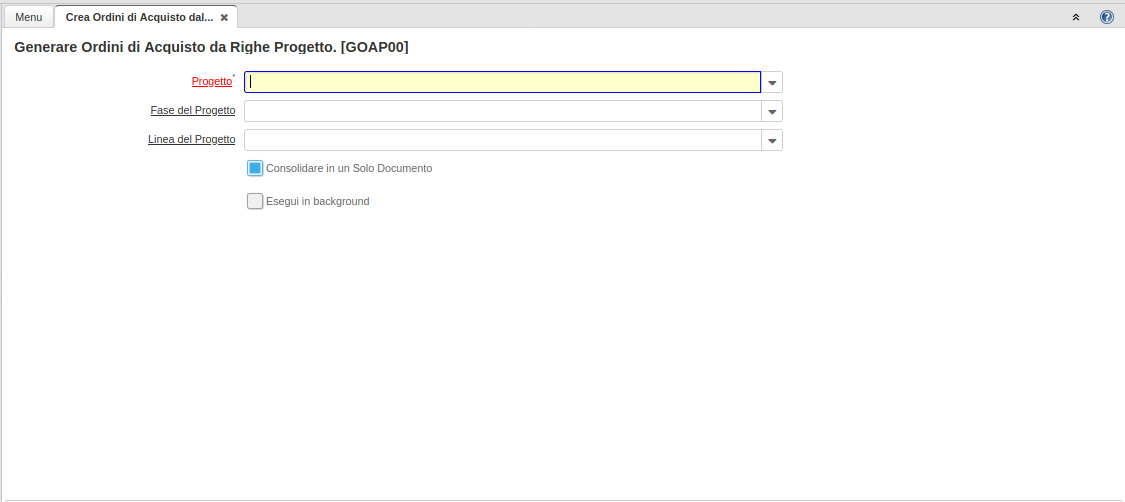 Menu
Crea Ordini di Acquisto dal...
Generare Ordini di Acquisto da Righe Progetto. [GOAP00]
Progetto*
Fase del Progetto
Linea del Progetto
Consolidare in un Solo Documento
Esegui in background